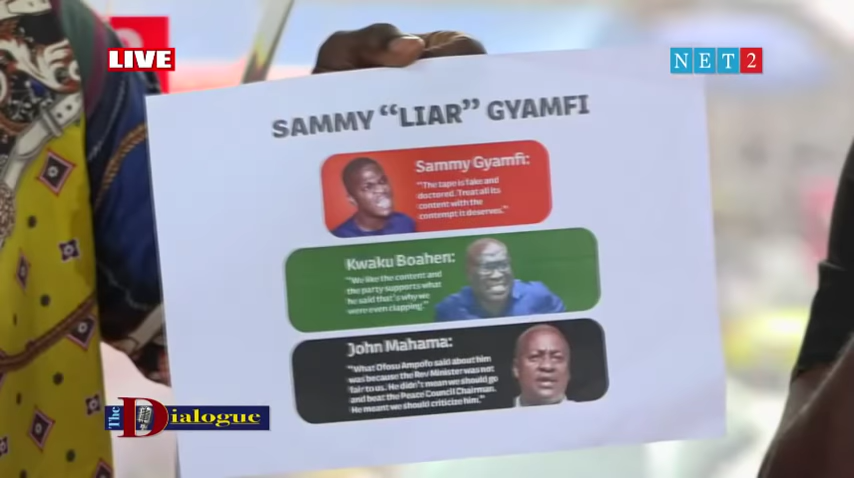 LIVE
NET2
SAMMY “LIAR” GYAMFI
Sammy Gyamfi:
"The tape is fake and
doctored. Treat all its
content with the
contempt it deserves."
Kwaku Boahen:
"We like the content and
the party supports what
he said that's why we
were even clapping."
John Mahama:
"What Ofosu Ampofo said about him
was because the Rev Minister was not
fair to us. He didn't mean we should go
and beat the Peace Council Chairman.
He meant we should criticize him."
The Dialogue